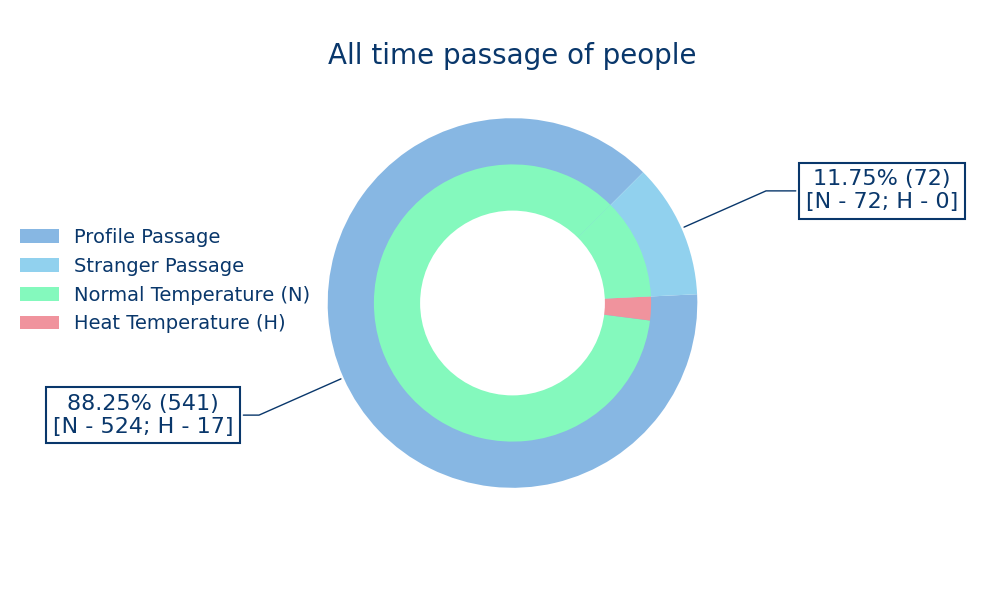 All time passage of people
11.75% (72)
[N - 72; H - 0]
Profile Passage
Stranger Passage
Normal Temperature (N)
Heat Temperature (H)
88.25% (541)
[N - 524; H - 17]